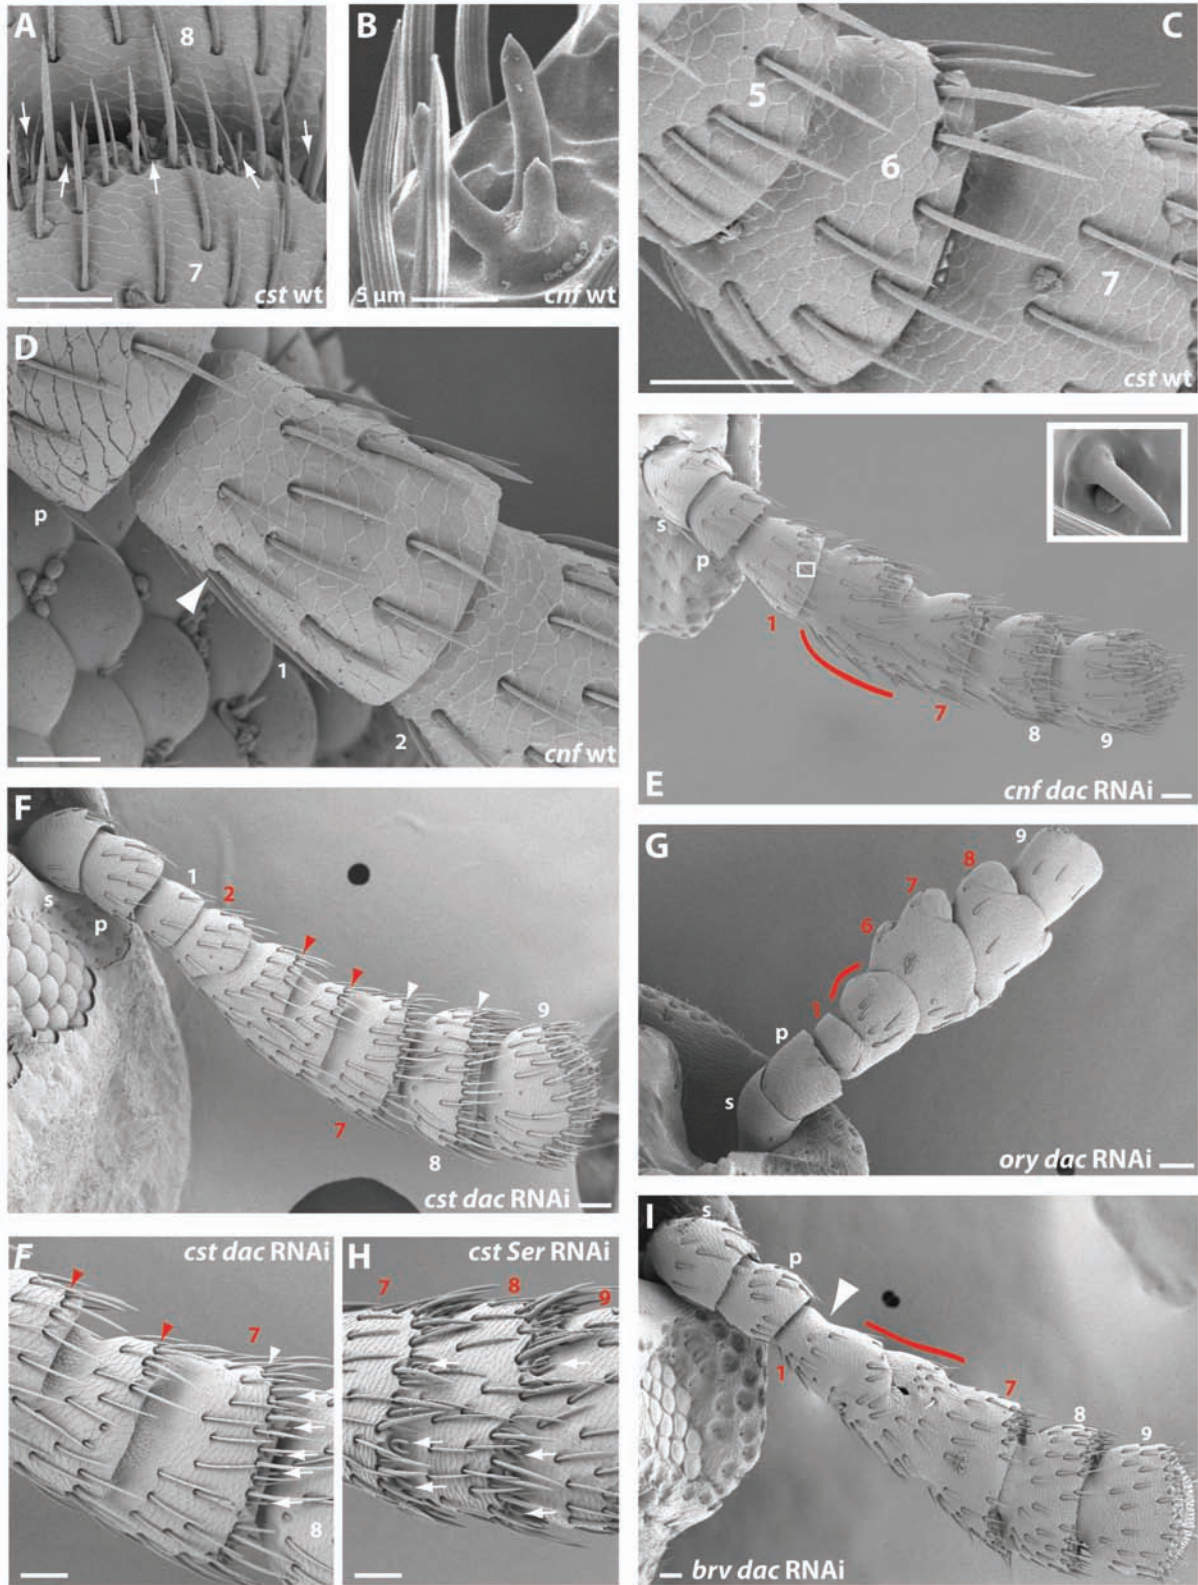 A
8
7
cst wt
B
5 µm
cnf wt
C
5
6
7
cst wt
D
p
1
2
cnf wt
E
s
p
1
7
8
9
cnf dac RNAi
F
s
p
1
2
7
8
9
cst dac RNAi
G
s
p
1
6
7
8
9
ory dac RNAi
F
cst dac RNAi
7
8
H
cst Ser RNAi
7
8
9
I
s
p
1
7
8
9
brv dac RNAi